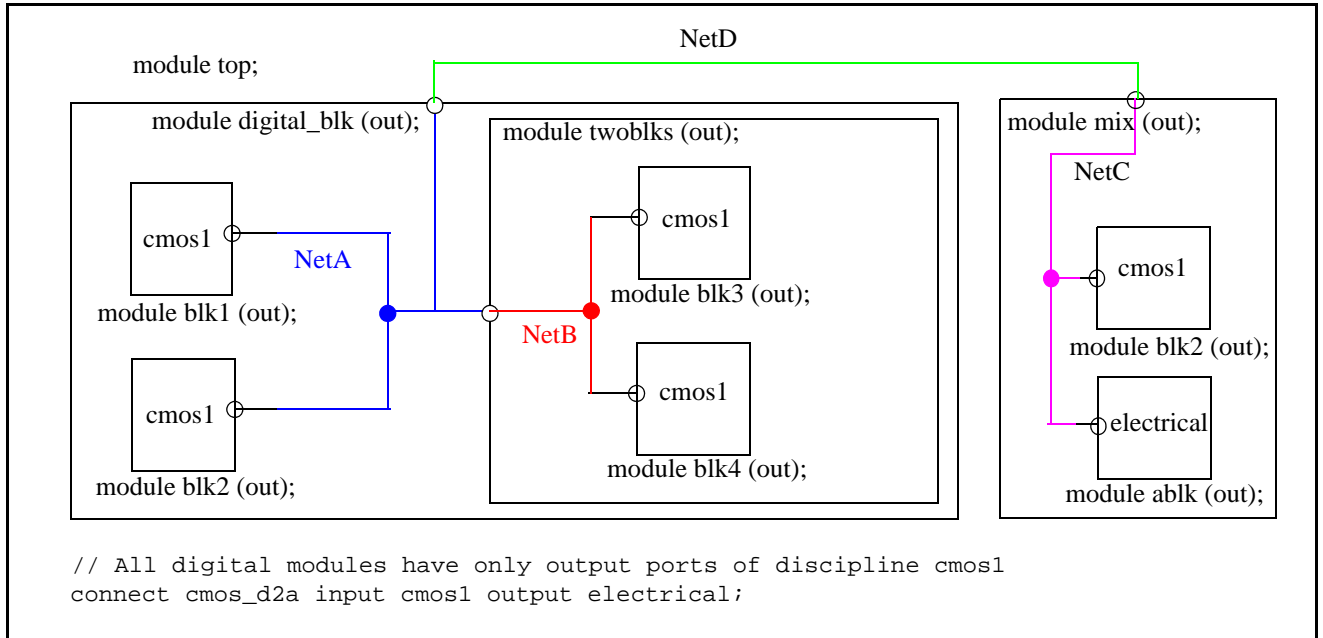 NetD
module top;
module digital_blk (out);
module twoblks (out);
module mix (out);
NetC
cmos1
NetA
module blk1 (out);
cmos1
module blk2 (out);
NetB
cmos1
module blk3 (out);
cmos1
module blk4 (out);
cmos1
module blk2 (out);
electrical
module ablk (out);
// All digital modules have only output ports of discipline cmos1
connect cmos_d2a input cmos1 output electrical;